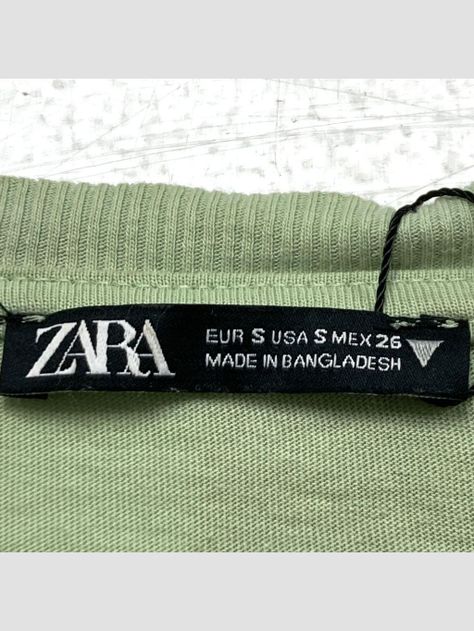 ZARA
EUR S USA S MEX 26
MADE IN BANGLADESH